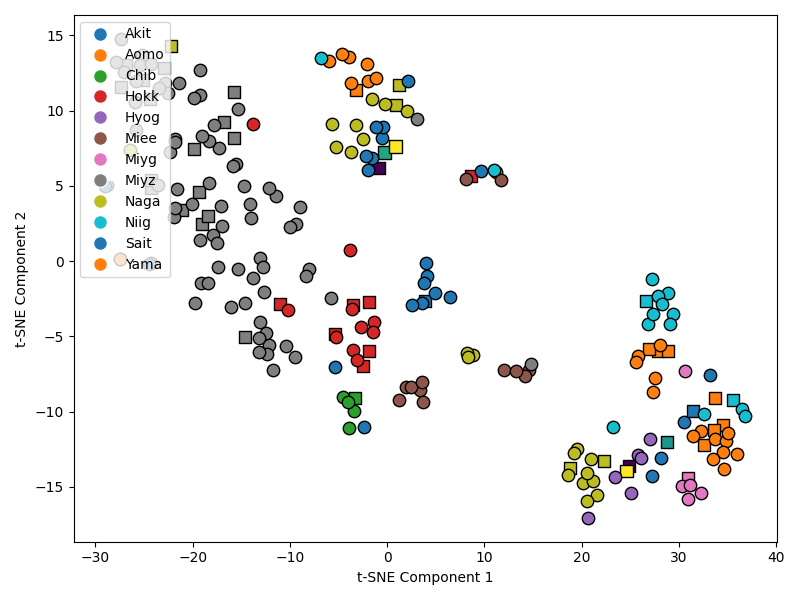 15
10
5
0
−5
−10
−15
t-SNE Component 2
Akit
Aomo
Chib
Hokk
Hyog
Miee
Miyg
Miyz
Naga
Niig
Sait
Yama
−30
−20
−10
0
10
20
30
40
t-SNE Component 1